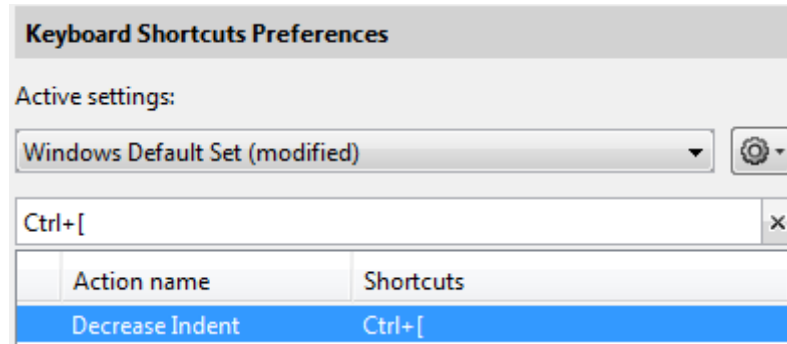 Keyboard Shortcuts Preferences
Active settings:
Windows Default Set (modified)
Ctrl+[
Action name Shortcuts
Decrease Indent Ctrl+[